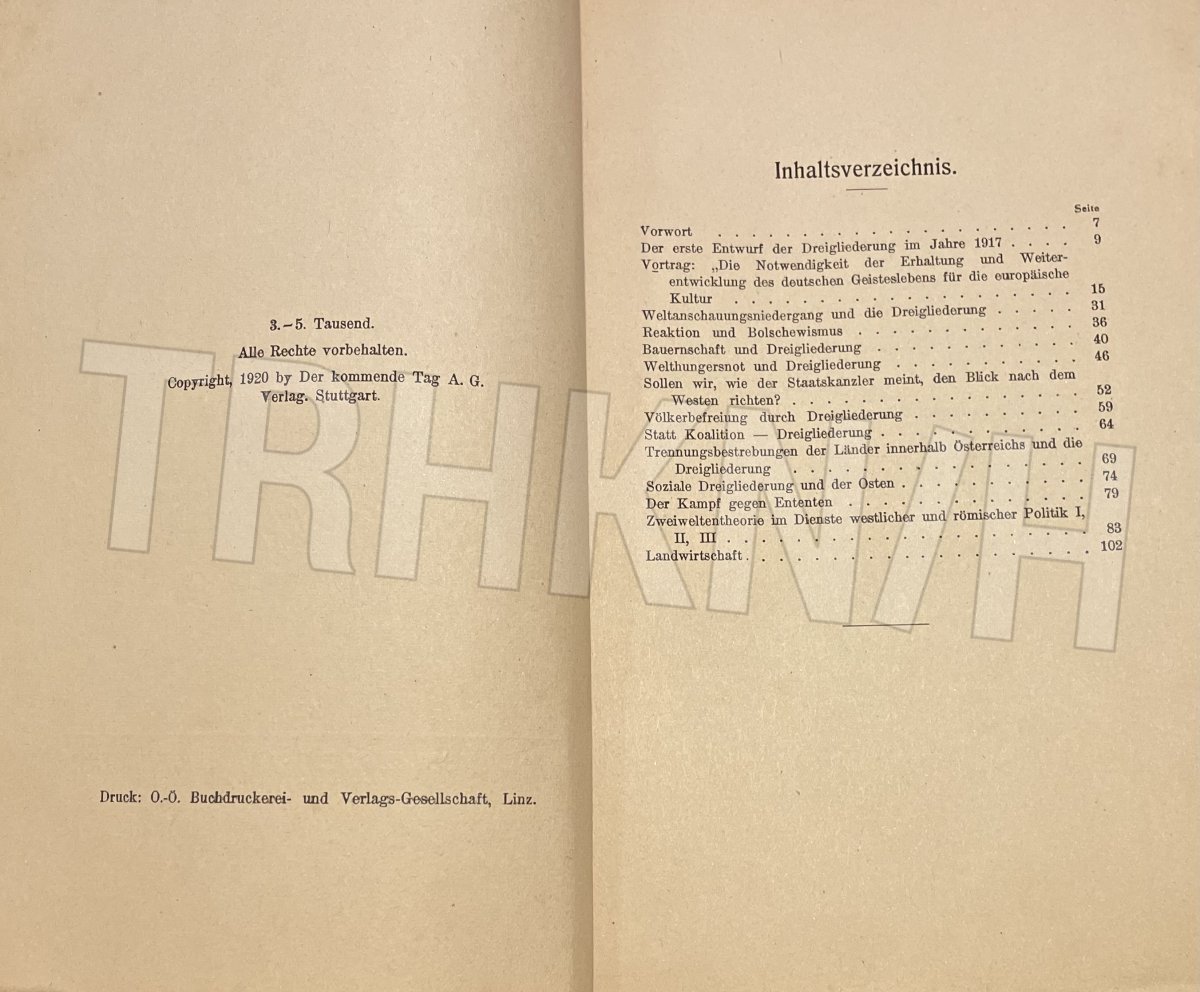 3.—5. Tausend.
Alle Rechte vorbehalten.
Copyright, 1920 by Der kommende Tag A. G.
Verlag. Stuttgart.
Druck: O.-Ö. Buchdruckerei- und Verlags-Gesellschaft, Linz.
Inhaltsverzeichnis.
Seite
Vorwort . . . . . . . . . . . . . . . . . . . . . 7
Der erste Entwurf der Dreigliederung im Jahre 1917 . . . . 9
Vortrag: „Die Notwendigkeit der Erhaltung und Weiter-
entwicklung des deutschen Geisteslebens für die europäische
Kultur . . . . . . . . . . . . . . . . . . 15
Weltanschauungsniedergang und die Dreigliederung . . . . . 31
Reaktion und Bolschewismus . . . . . . . . . . . 36
Bauernschaft und Dreigliederung . . . . . . . . . . 40
Welthungersnot und Dreigliederung . . . . . . . . . 46
Sollen wir, wie der Staatskanzler meint, den Blick nach dem
Westen richten? . . . . . . . . . . . . . . . 52
Völkerbefreiung durch Dreigliederung . . . . . . . . 59
Statt Koalition — Dreigliederung . . . . . . . . . . 64
Trennungsbestrebungen der Länder innerhalb Österreichs und die
Dreigliederung . . . . . . . . . . . . . . . 69
Soziale Dreigliederung und der Osten . . . . . . . . . 74
Der Kampf gegen Ententen . . . . . . . . . . . 79
Zweiweltentheorie im Dienste westlicher und römischer Politik I,
II, III . . . . . . . . . . . . . . . . . . 83
Landwirtschaft . . . . . . . . . . . . . . . . . 102
TRHKN/H